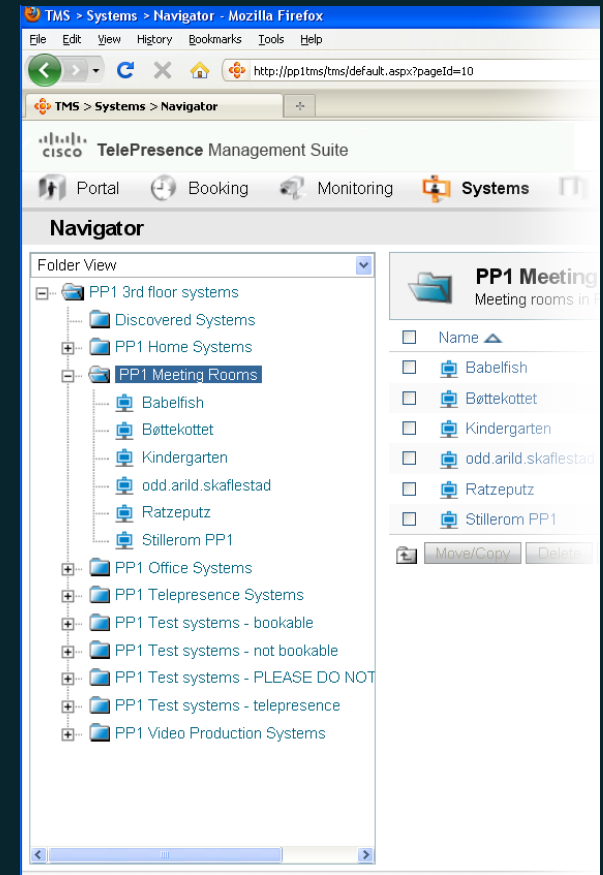 TMS > Systems > Navigator - Mozilla Firefox
File Edit View History Bookmarks Tools Help
http://pp1tms/tms/default.aspx?pageId=10
TMS > Systems > Navigator
CISCO TelePresence Management Suite
Portal Booking Monitoring Systems
Navigator
Folder View
PP1 3rd floor systems
Discovered Systems
PP1 Home Systems
PP1 Meeting Rooms
Babelfish
Bøttekottet
Kindergarten
odd.arild.skaflestad
Ratzeputz
Stillerom PP1
PP1 Office Systems
PP1 Telepresence Systems
PP1 Test systems - bookable
PP1 Test systems - not bookable
PP1 Test systems - PLEASE DO NOT
PP1 Test systems - telepresence
PP1 Video Production Systems
PP1 Meeting
Meeting rooms in
Name
Babelfish
Bøttekottet
Kindergarten
odd.arild.skaflestad
Ratzeputz
Stillerom PP1
Move/Copy Delete